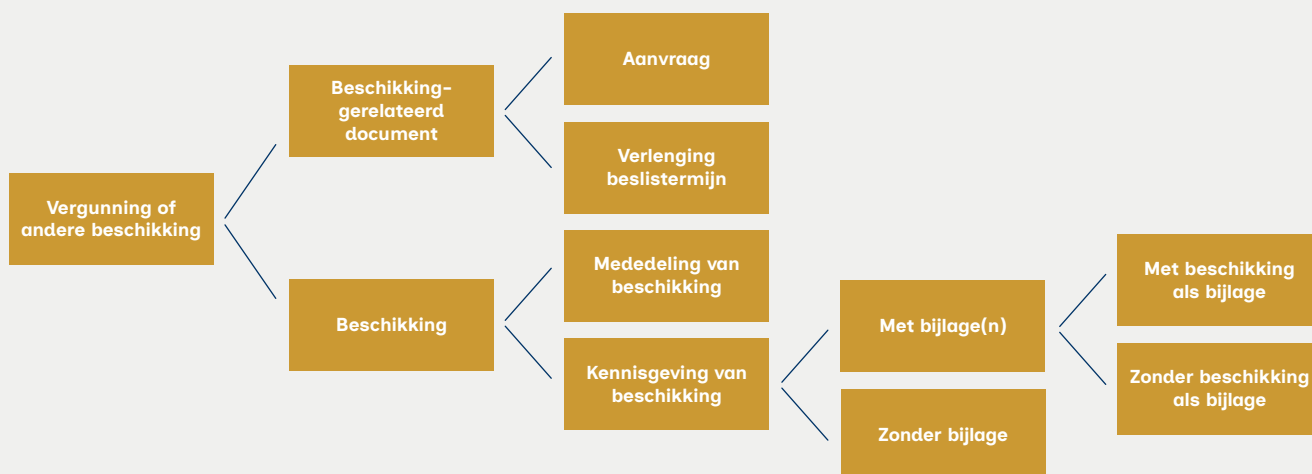 Vergunning of
andere beschikking
Beschikking-
gerelateerd
document
Beschikking
Aanvraag
Verlenging
beslistermijn
Mededeling van
beschikking
Kennisgeving van
beschikking
Met bijlage(n)
Zonder bijlage
Met beschikking
als bijlage
Zonder beschikking
als bijlage